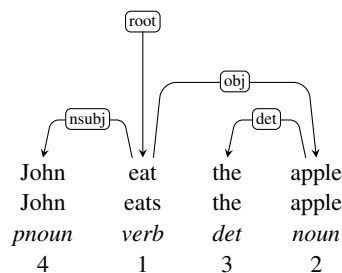 root
obj
nsubj
det
John eat the apple
John eats the apple
pnoun verb det noun
4 1 3 2